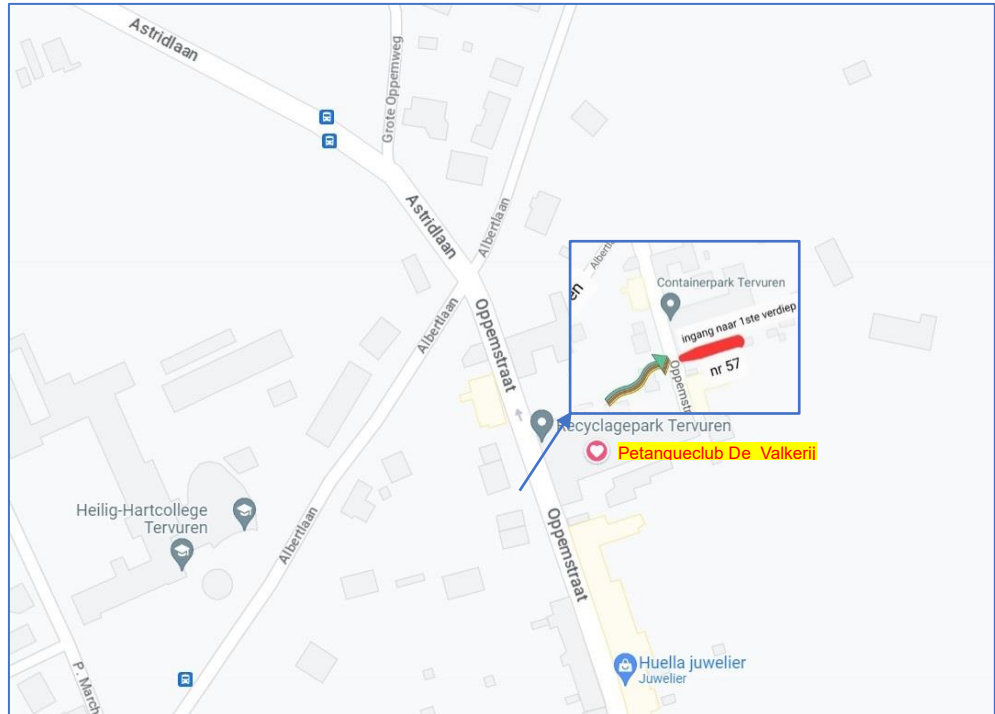 Astridlaan
Grote Oppemweg
Astridlaan
Albertlaan
Albertlaan
Oppemstraat
Albertl
en
Containerpark Tervuren
ingang naar 1ste verdiep
nr 57
Oppemstr
Recyclagepark Tervuren
Petanqueclub De Valkerij
Heilig-Hartcollege
Tervuren
Albertlaan
Oppemstraat
P. March
Huella juwelier
Juwelier